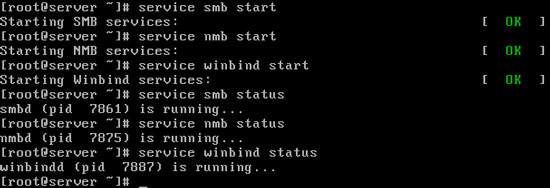 [root@server ~]# service smb start
Starting SMB services: [ OK ]
[root@server ~]# service nmb start
Starting NMB services: [ OK ]
[root@server ~]# service winbind start
Starting Winbind services: [ OK ]
[root@server ~]# service smb status
smbd (pid  7861) is running...
[root@server ~]# service nmb status
nmbd (pid  7875) is running...
[root@server ~]# service winbind status
winbindd (pid  7887) is running...
[root@server ~]# _